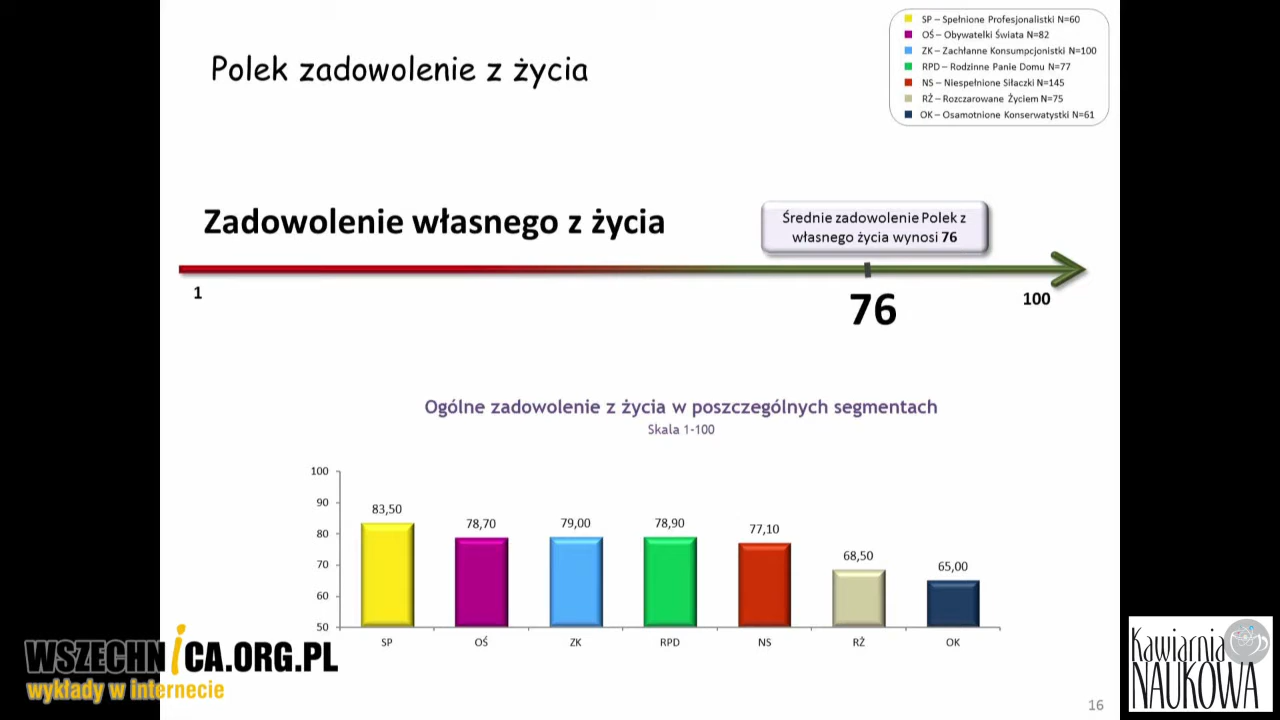 Polek zadowolenie z życia
SP – Spełnione Profesjonalistki N=60
OŚ – Obywatelki Świata N=82
ZK – Zachłanne Konsumpcjonistki N=100
RPD – Rodzinne Panie Domu N=77
NS – Niespełnione Siłaczki N=145
RŻ – Rozczarowane Życiem N=75
OK – Osamotnione Konserwatystki N=61
Zadowolenie własnego z życia
Średnie zadowolenie Polek z
własnego życia wynosi 76
1
76
100
Ogólne zadowolenie z życia w poszczególnych segmentach
Skala 1-100
100
90
80
70
60
50
83,50
78,70
79,00
78,90
77,10
68,50
65,00
SP
OŚ
ZK
RPD
NS
RŻ
OK
WSZECHNICA.ORG.PL
wykłady w internecie
Kawiarnia
NAUKOWA
16